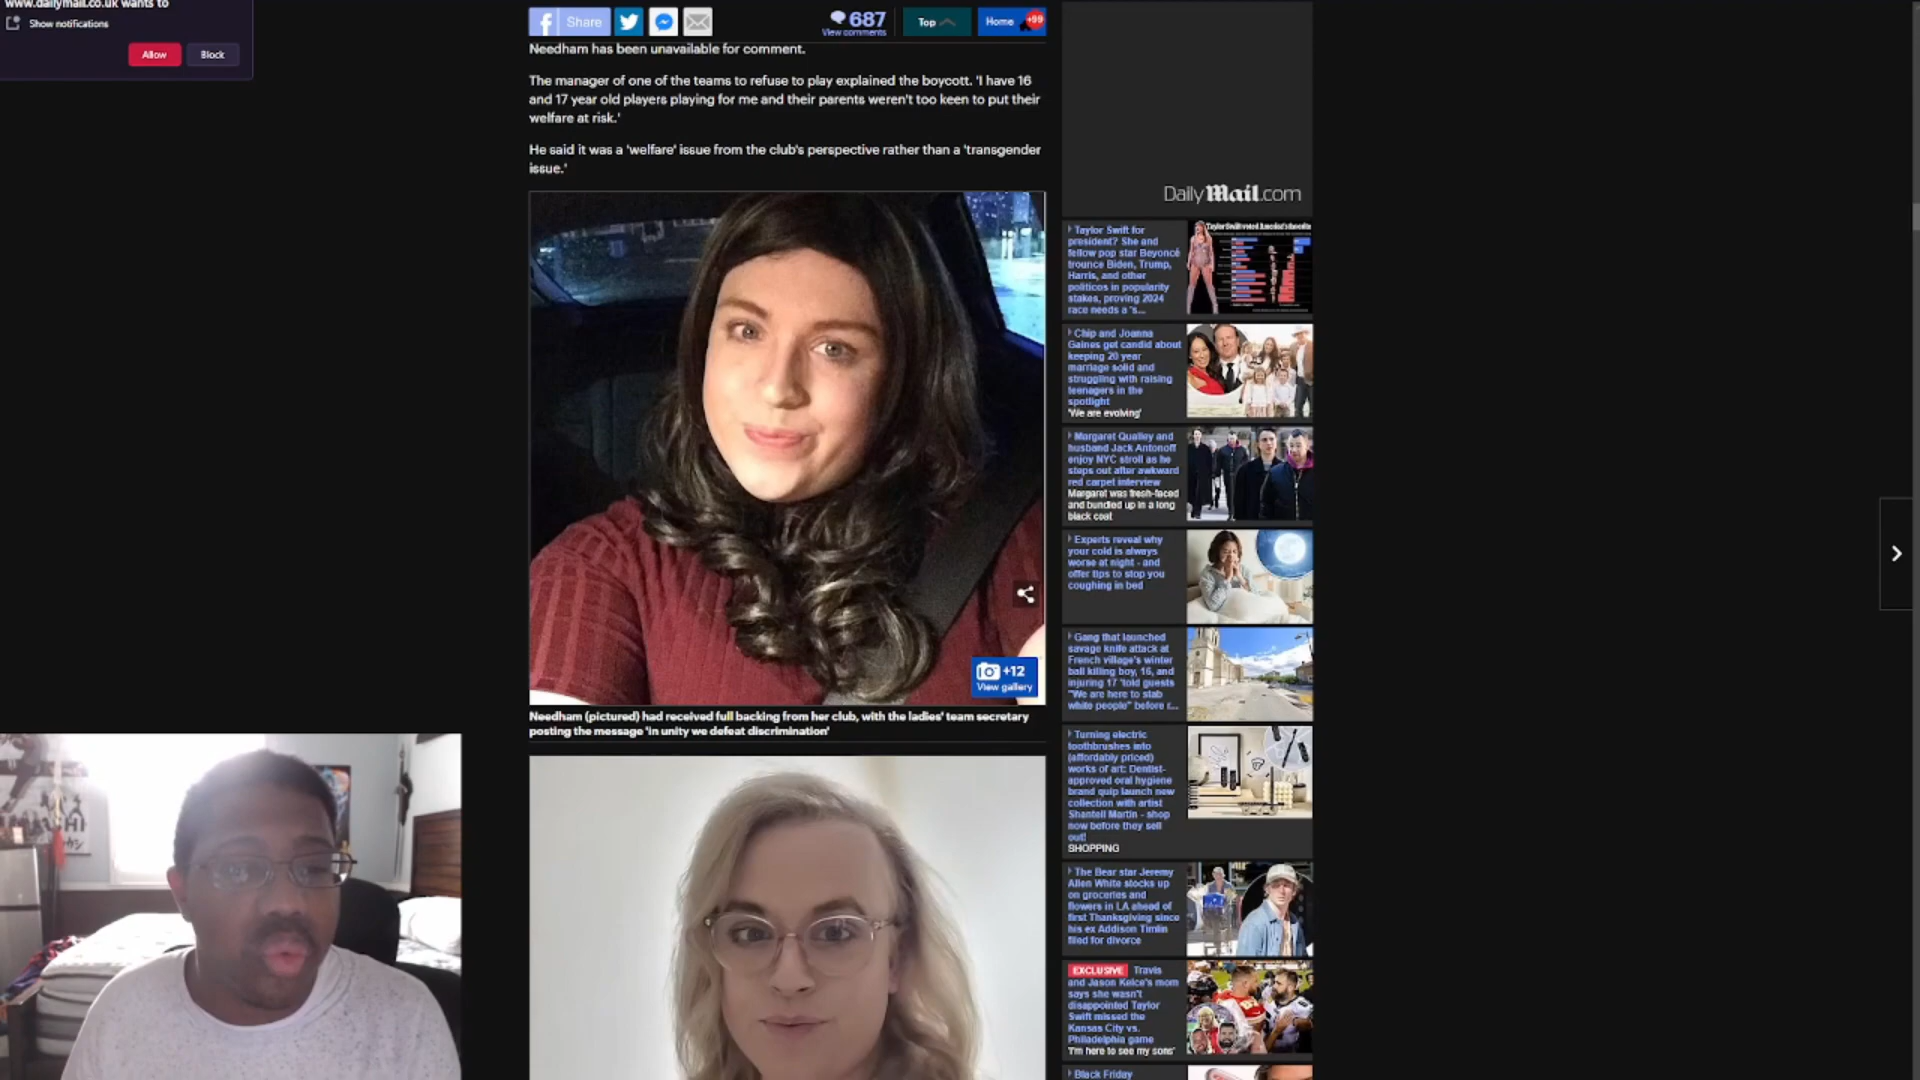 www.dailymail.co.uk wants to
Show notifications
Allow
Block
Share
687
View comments
Top
Home
+99
Needham has been unavailable for comment.
The manager of one of the teams to refuse to play explained the boycott. 'I have 16
and 17 year old players playing for me and their parents weren't too keen to put their
welfare at risk.'
He said it was a 'welfare' issue from the club's perspective rather than a 'transgender
issue.'
+12
View gallery
Needham (pictured) had received full backing from her club, with the ladies' team secretary
posting the message 'in unity we defeat discrimination'
DailyMail.com
Taylor Swift for
president? She and
fellow pop star Beyoncé
trounce Biden, Trump,
Harris, and other
politicos in popularity
stakes, proving 2024
race needs a 's...
Chip and Joanna
Gaines get candid about
keeping 20 year
marriage solid and
struggling with raising
teenagers in the
spotlight
'We are evolving'
Margaret Qualley and
husband Jack Antonoff
enjoy NYC stroll as he
steps out after awkward
red carpet interview
Margaret was fresh-faced
and bundled up in a long
black coat
Experts reveal why
your cold is always
worse at night - and
offer tips to stop you
coughing in bed
Gang that launched
savage knife attack at
French village's winter
ball killing boy, 16, and
injuring 17 'told guests
"We are here to stab
white people" before r...
Turning electric
toothbrushes into
(affordably priced)
works of art: Dentist-
approved oral hygiene
brand quip launch new
collection with artist
Shantell Martin - shop
now before they sell
out!
SHOPPING
The Bear star Jeremy
Allen White stocks up
on groceries and
flowers in LA ahead of
first Thanksgiving since
his ex Addison Timlin
filed for divorce
EXCLUSIVE Travis
and Jason Kelce's mom
says she wasn't
disappointed Taylor
Swift missed the
Kansas City vs.
Philadelphia game
'I'm here to see my sons'
Black Friday